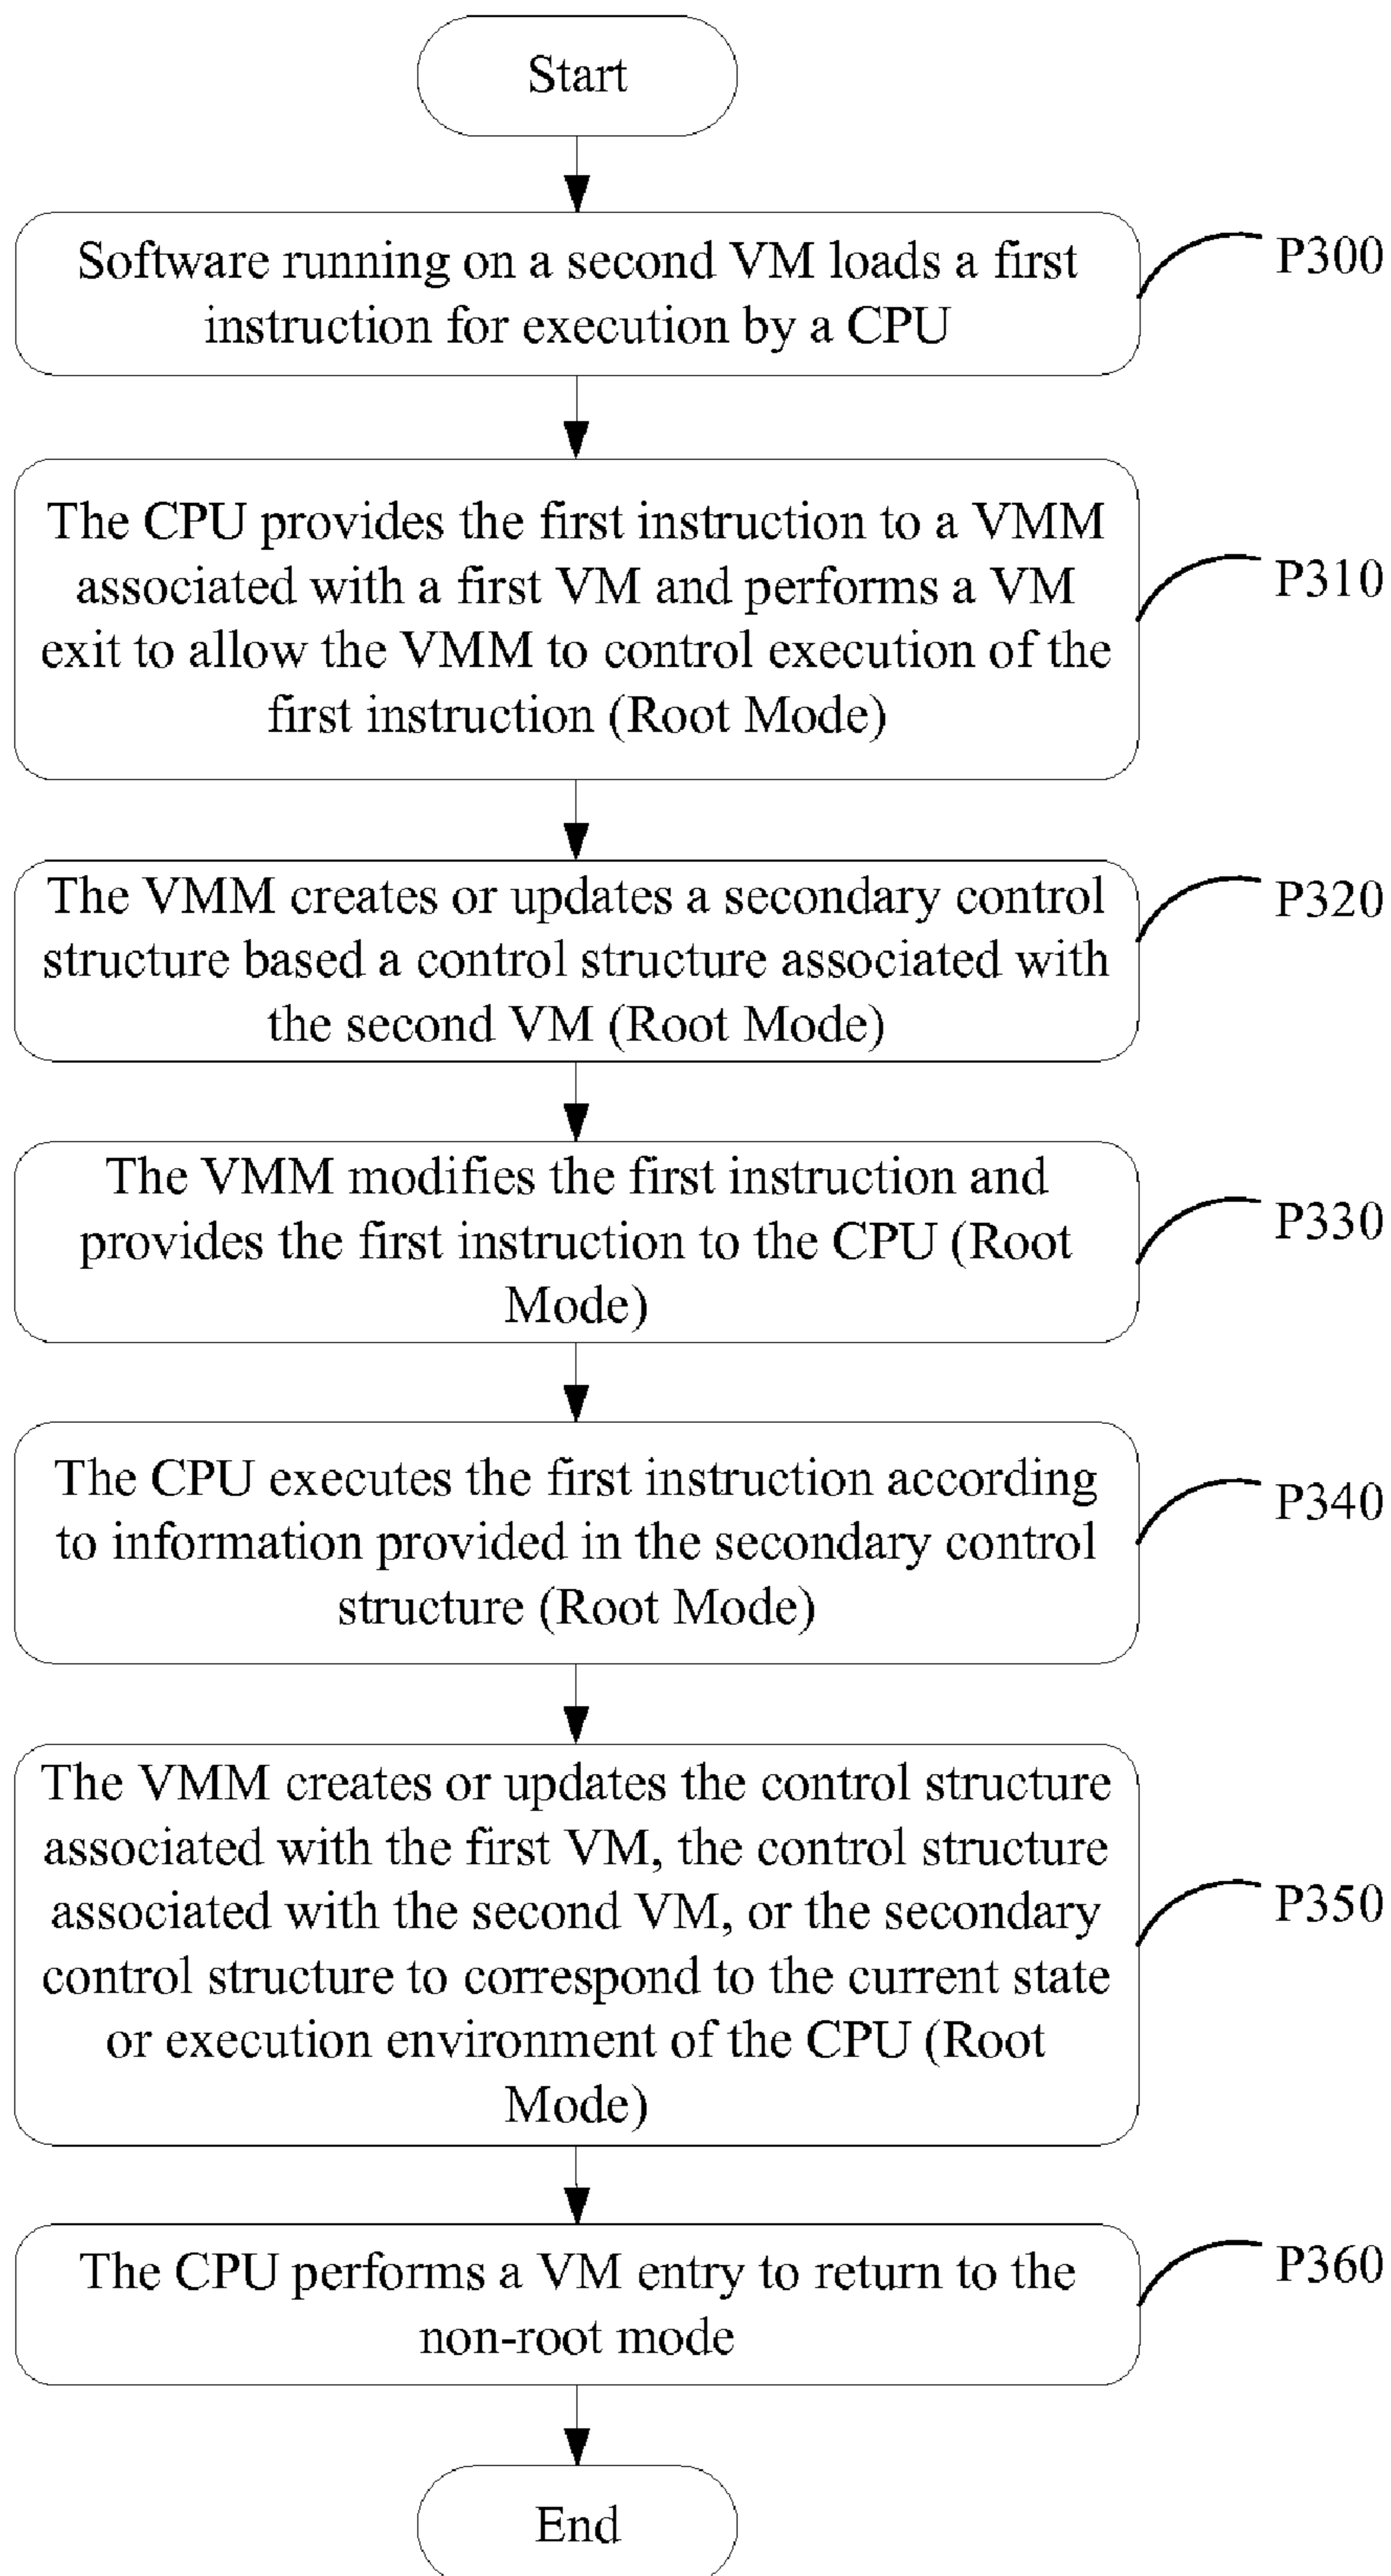 Start
Software running on a second VM loads a first
instruction for execution by a CPU
P300
The CPU provides the first instruction to a VMM
associated with a first VM and performs a VM
exit to allow the VMM to control execution of the
first instruction (Root Mode)
P310
The VMM creates or updates a secondary control
structure based a control structure associated with
the second VM (Root Mode)
P320
The VMM modifies the first instruction and
provides the first instruction to the CPU (Root
Mode)
P330
The CPU executes the first instruction according
to information provided in the secondary control
structure (Root Mode)
P340
The VMM creates or updates the control structure
associated with the first VM, the control structure
associated with the second VM, or the secondary
control structure to correspond to the current state
or execution environment of the CPU (Root
Mode)
P350
The CPU performs a VM entry to return to the
non-root mode
P360
End